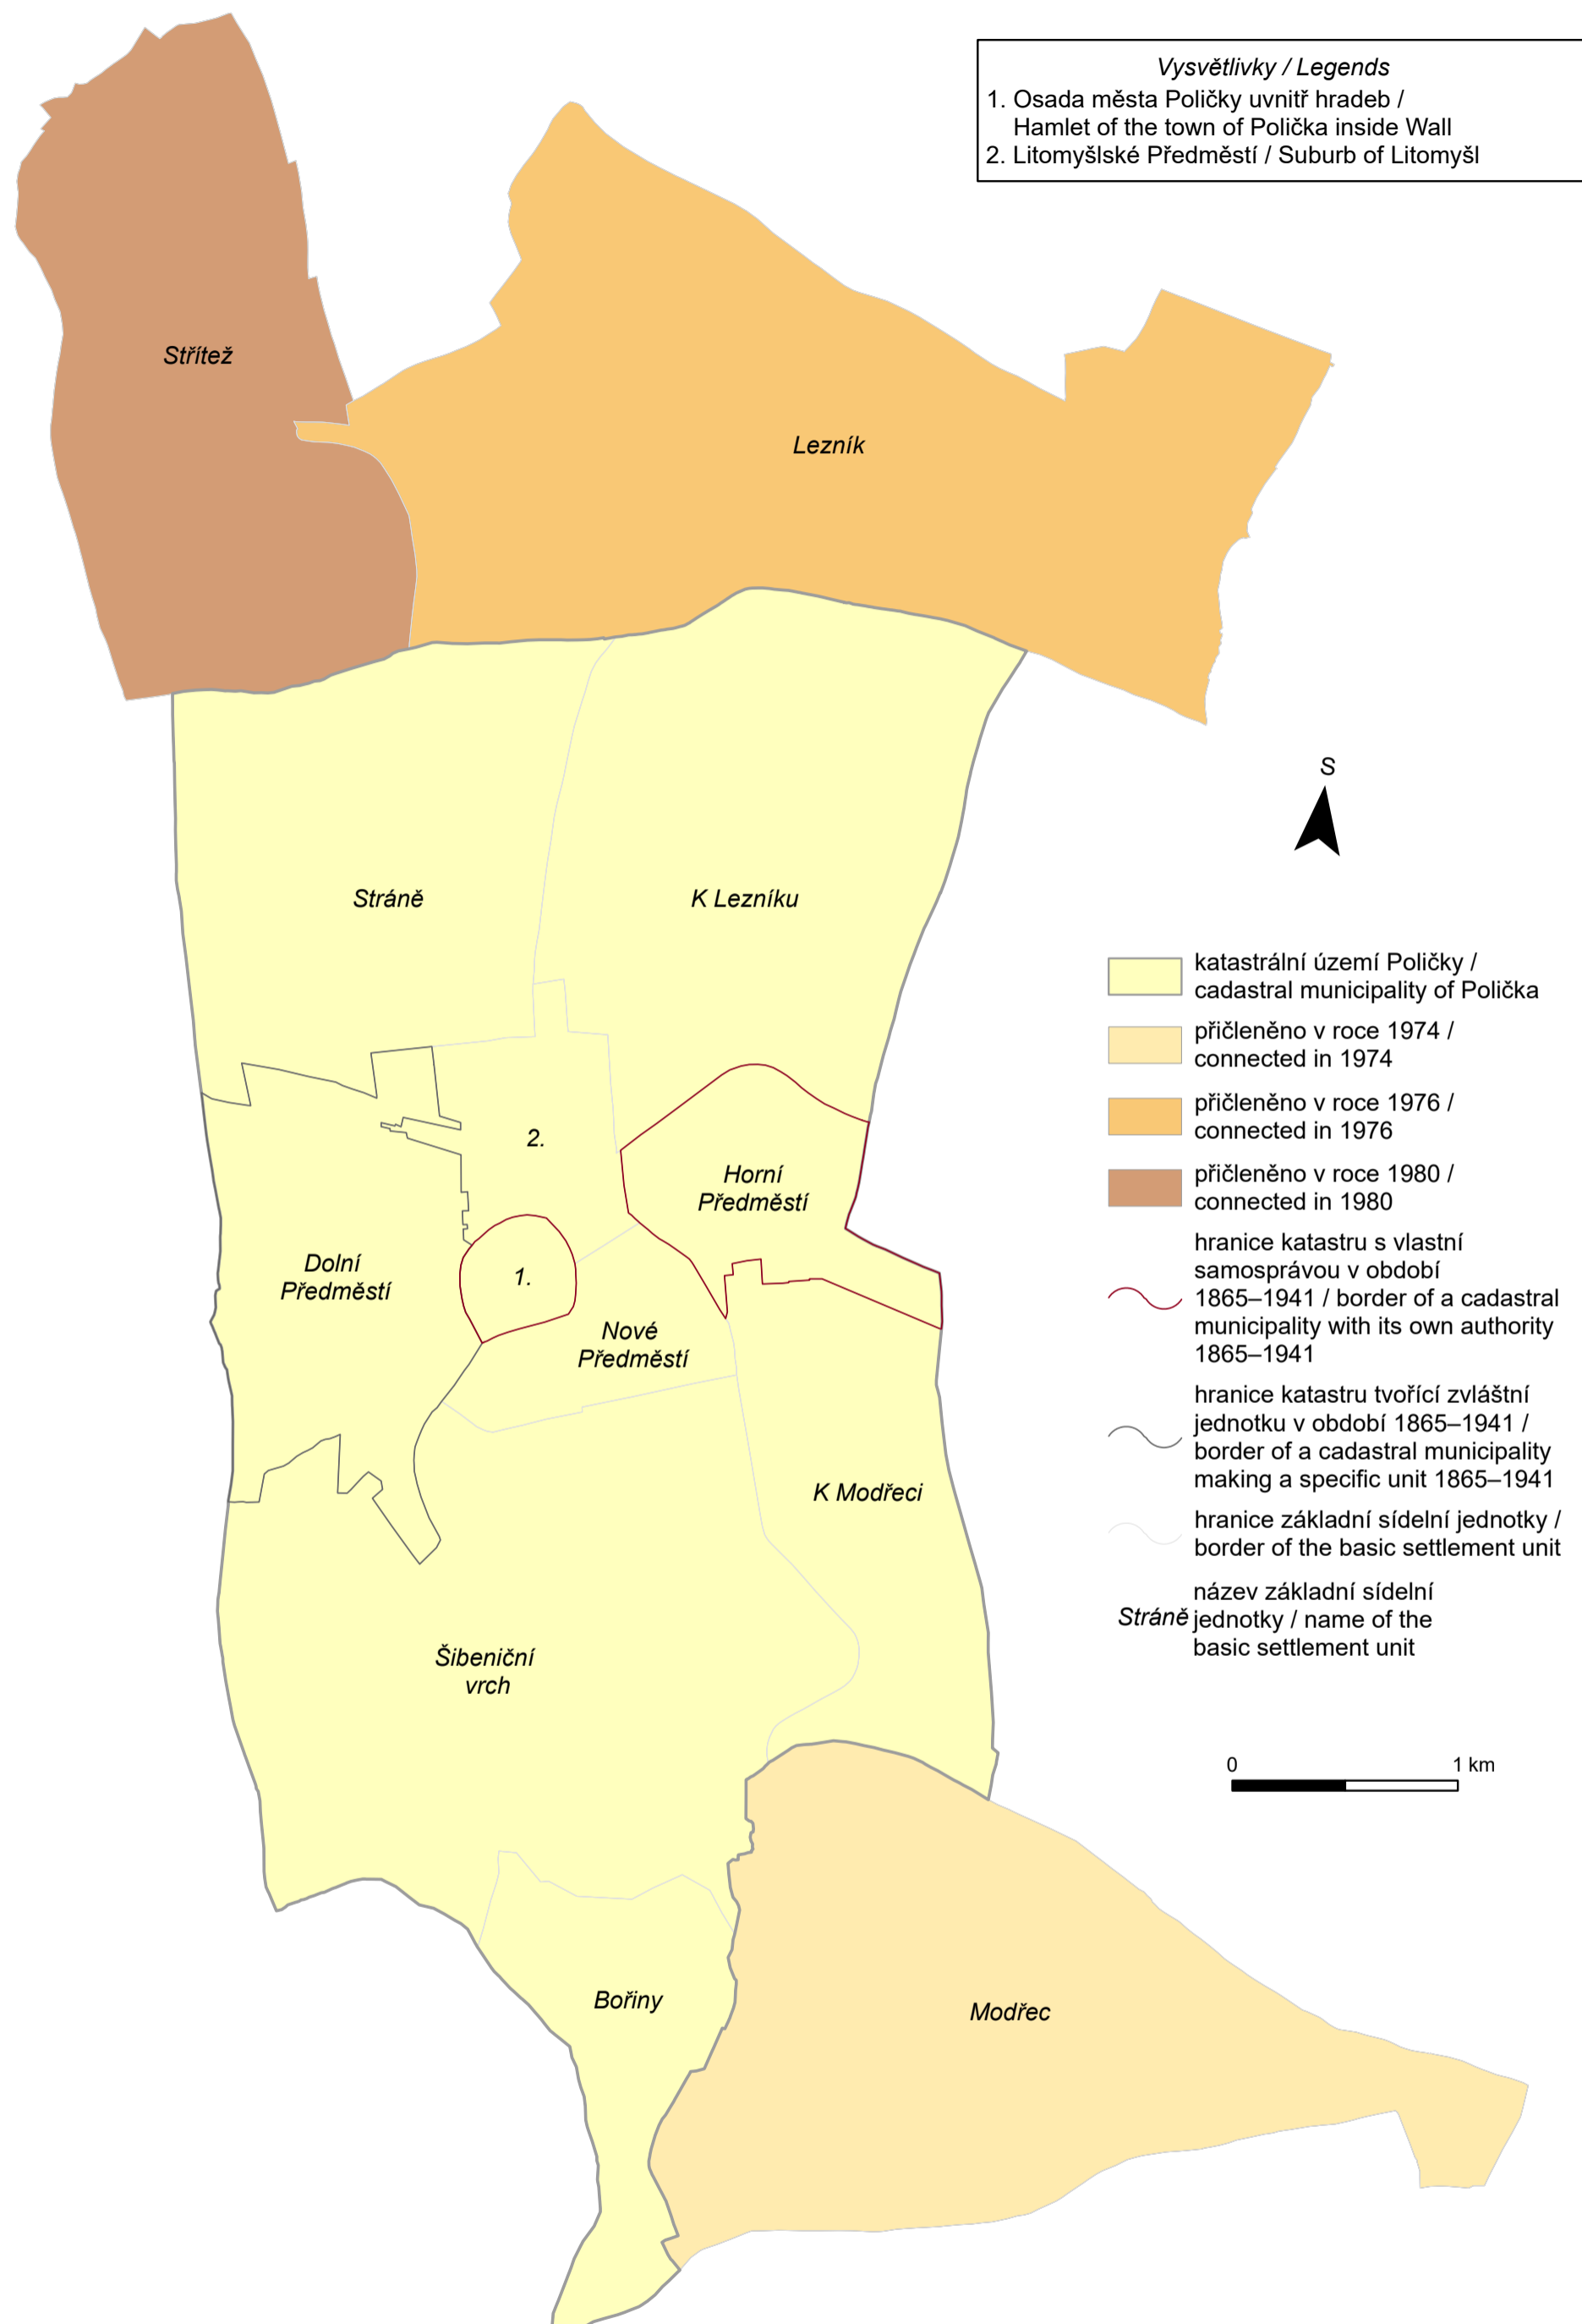 Vysvětlivky / Legends
1. Osada města Poličky uvnitř hradeb /
Hamlet of the town of Polička inside Wall
2. Litomyšlské Předměstí / Suburb of Litomyšl
Střítež
Lezník
S
Stráně
K Lezníku
2.
Horní
Předměstí
Dolní
Předměstí
1.
Nové
Předměstí
K Modřeci
Šibeniční
vrch
Bořiny
Modřec
katastrální území Poličky /
cadastral municipality of Polička
přičleněno v roce 1974 /
connected in 1974
přičleněno v roce 1976 /
connected in 1976
přičleněno v roce 1980 /
connected in 1980
hranice katastru s vlastní
samosprávou v období
1865–1941 / border of a cadastral
municipality with its own authority
1865–1941
hranice katastru tvořící zvláštní
jednotku v období 1865–1941 /
border of a cadastral municipality
making a specific unit 1865–1941
hranice základní sídelní jednotky /
border of the basic settlement unit
Stráně
název základní sídelní
jednotky / name of the
basic settlement unit
0 1 km